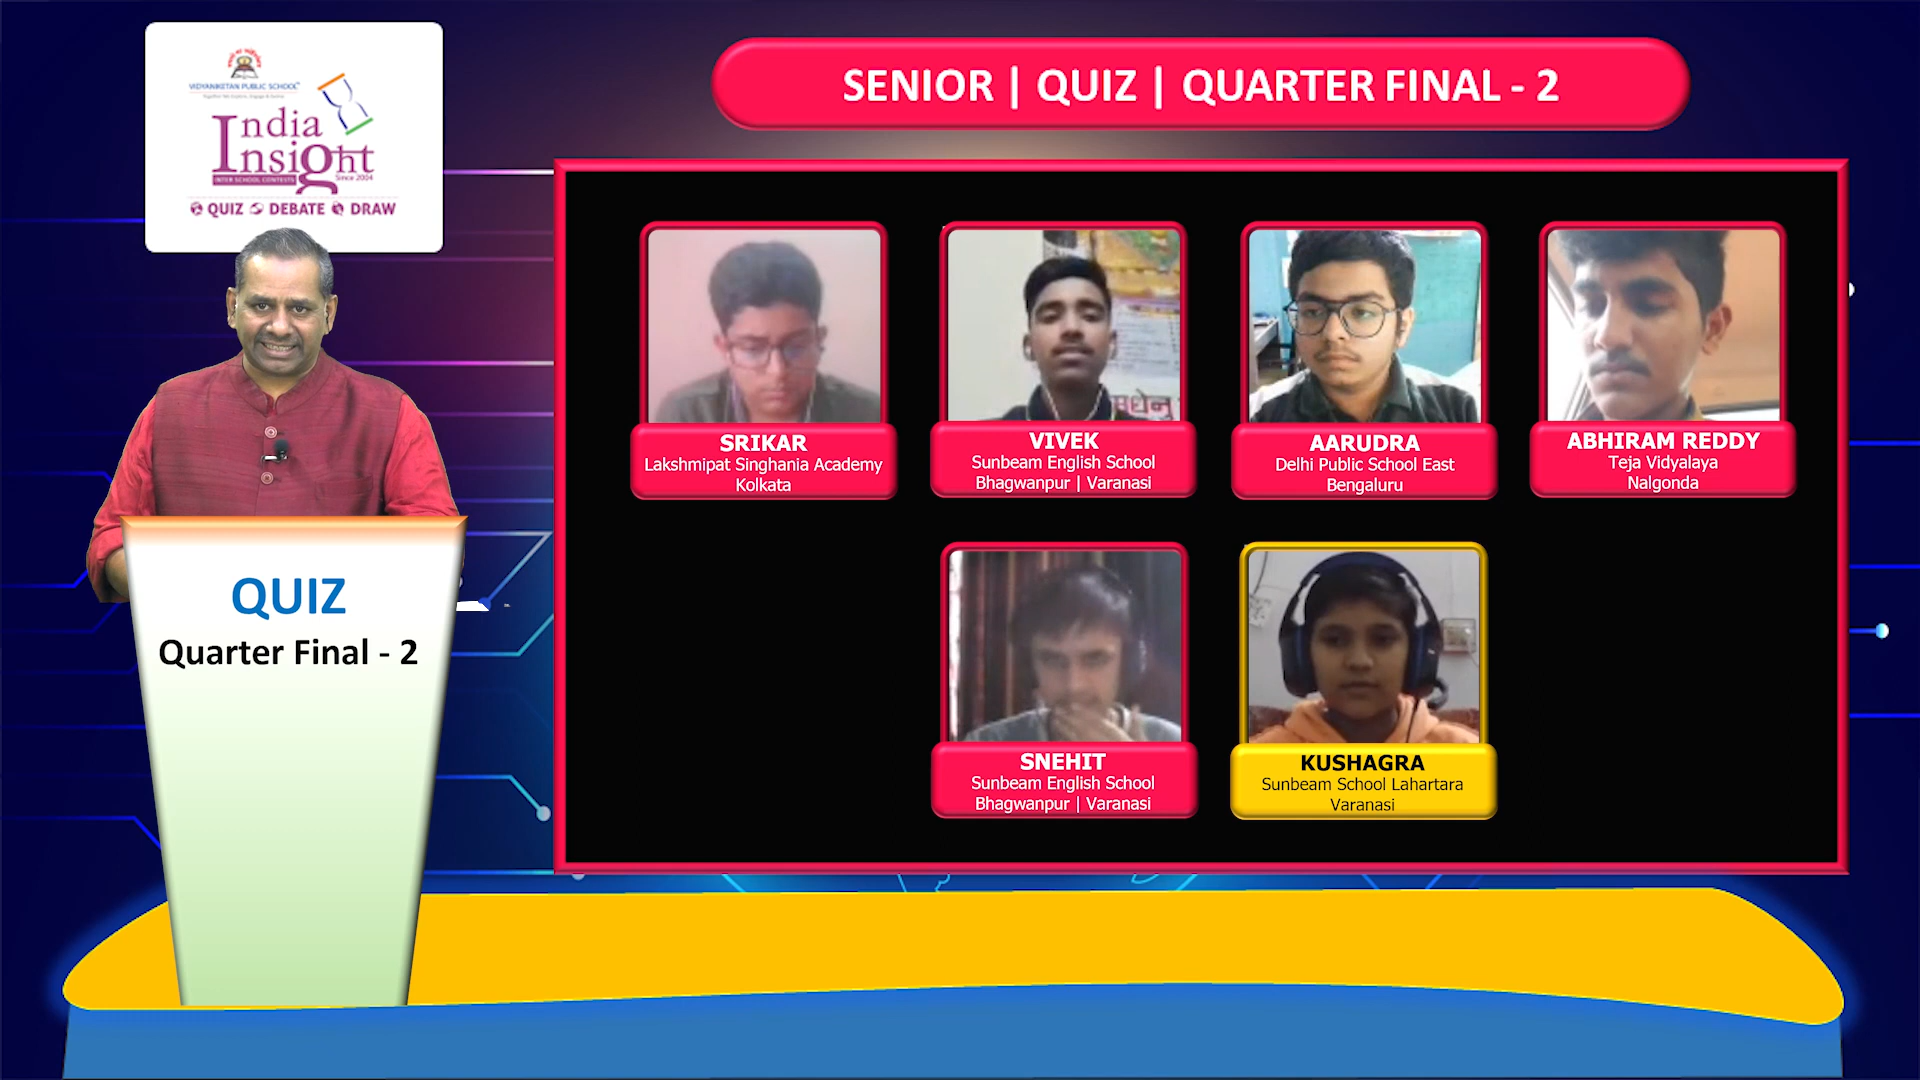 VIDYANIKETAN PUBLIC SCHOOL
India
Insight
INTER SCHOOL CONTESTS
Since 2004
QUIZ DEBATE DRAW
SENIOR | QUIZ | QUARTER FINAL - 2
SRIKAR
Lakshmipat Singhania Academy
Kolkata
VIVEK
Sunbeam English School
Bhagwanpur | Varanasi
AARUDRA
Delhi Public School East
Bengaluru
ABHIRAM REDDY
Teja Vidyalaya
Nalgonda
SNEHIT
Sunbeam English School
Bhagwanpur | Varanasi
KUSHAGRA
Sunbeam School Lahartara
Varanasi
QUIZ
Quarter Final - 2